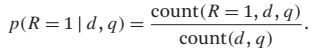 p(R = 1 | d, q) = count(R = 1, d, q) / count(d, q).